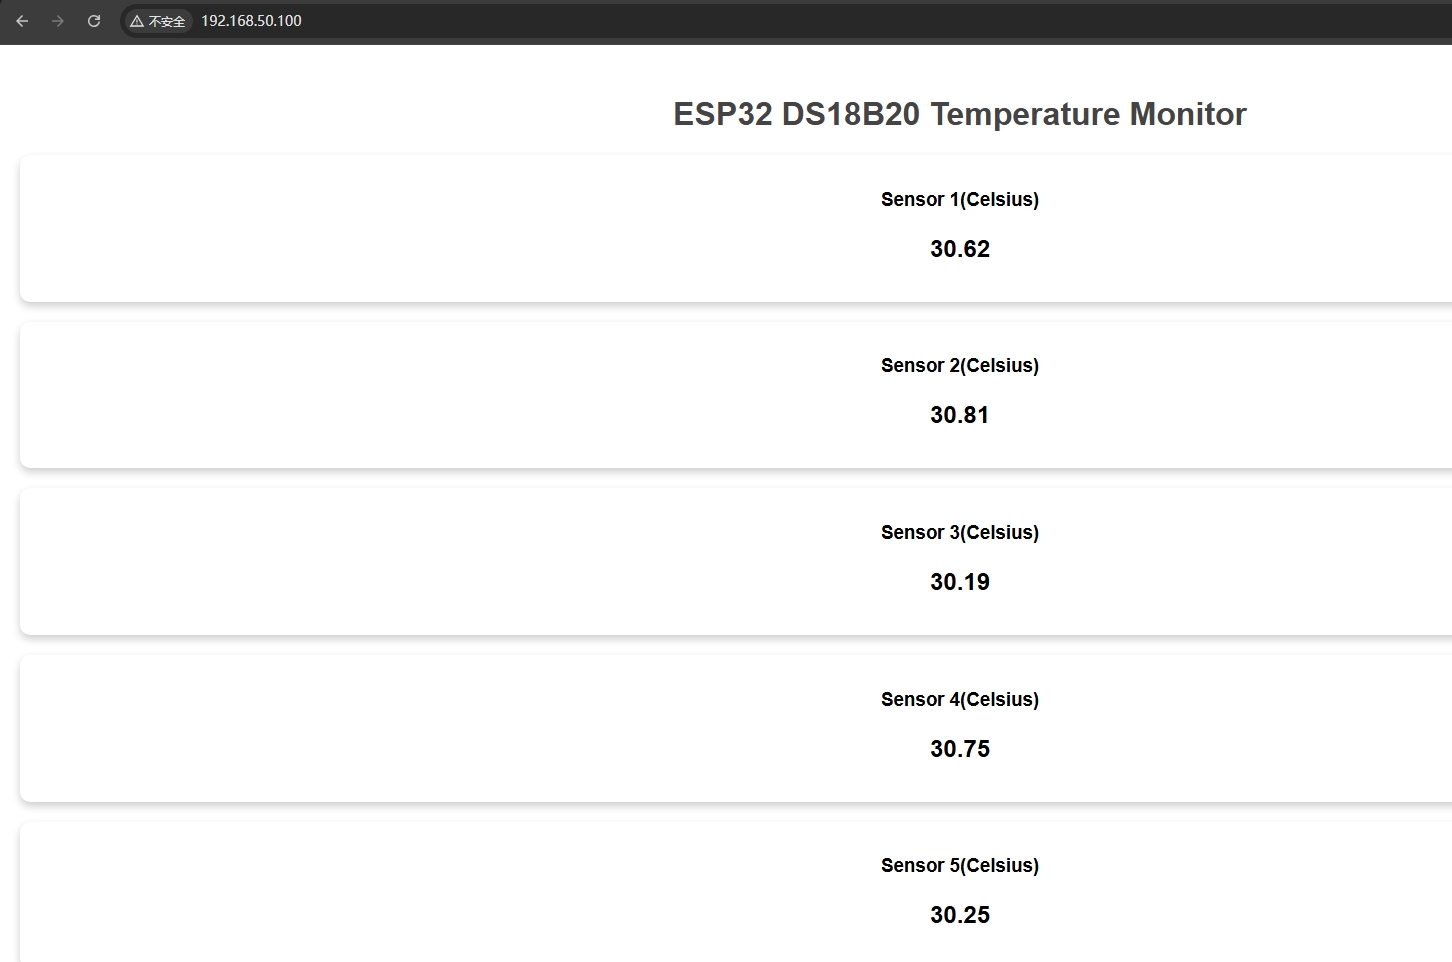 不安全 192.168.50.100
ESP32 DS18B20 Temperature Monitor
Sensor 1(Celsius)
30.62
Sensor 2(Celsius)
30.81
Sensor 3(Celsius)
30.19
Sensor 4(Celsius)
30.75
Sensor 5(Celsius)
30.25